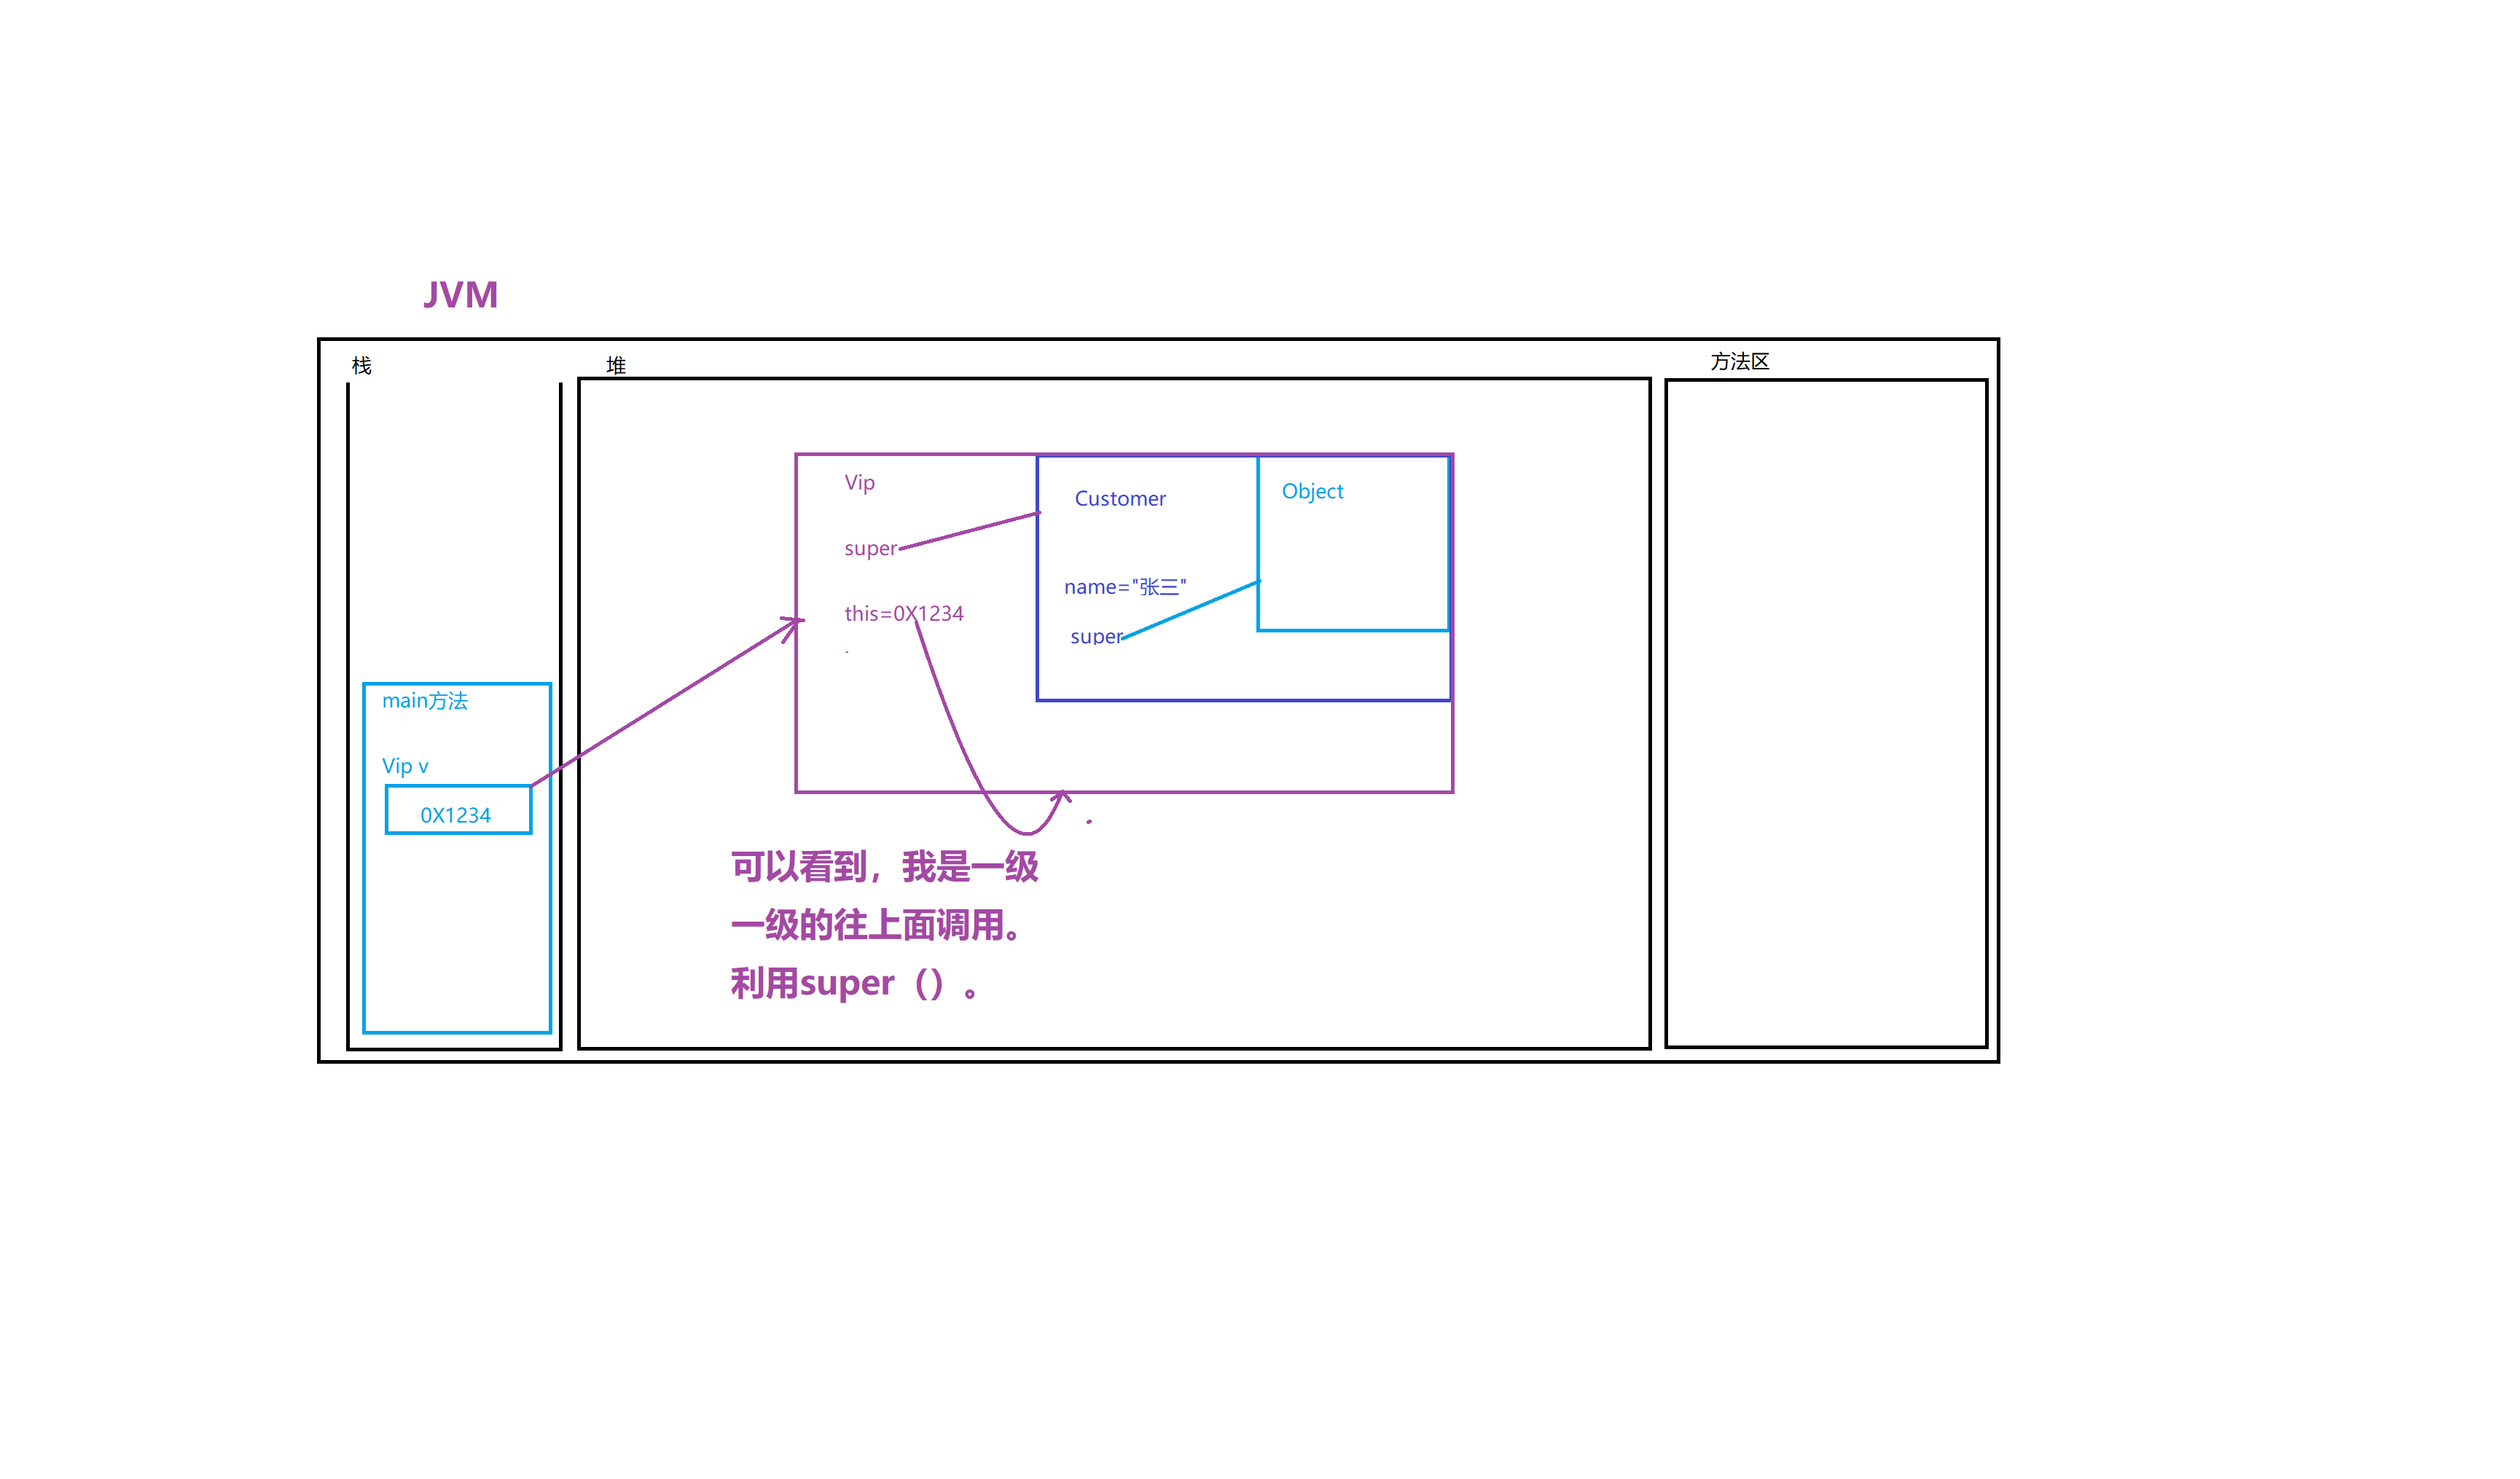 JVM
栈
堆
方法区
Vip
super
this=0X1234
Customer
name="张三"
super
Object
main方法
Vip v
0X1234
可以看到，我是一级
一级的往上面调用。
利用super（）。